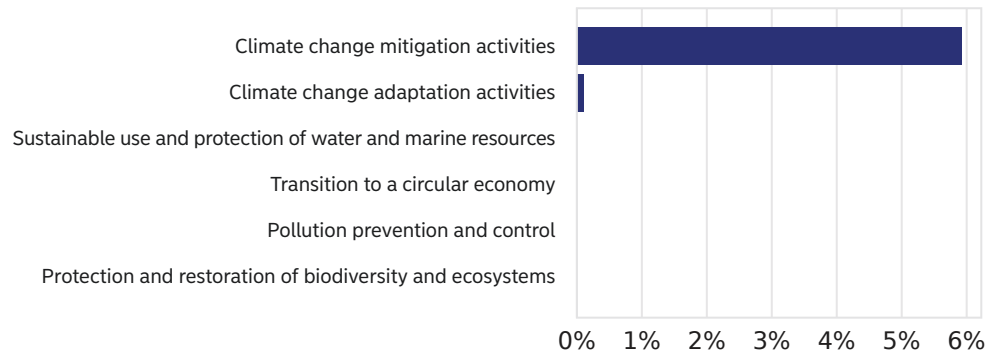 Climate change mitigation activities
Climate change adaptation activities
Sustainable use and protection of water and marine resources
Transition to a circular economy
Pollution prevention and control
Protection and restoration of biodiversity and ecosystems
0% 1% 2% 3% 4% 5% 6%